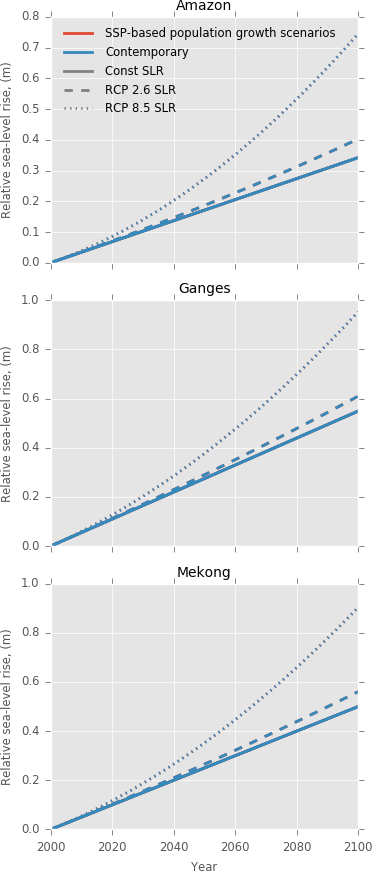 Amazon
0.8
0.7
0.6
0.5
0.4
0.3
0.2
0.1
0.0
Relative sea-level rise, (m)
SSP-based population growth scenarios
Contemporary
Const SLR
RCP 2.6 SLR
RCP 8.5 SLR
Ganges
1.0
0.8
0.6
0.4
0.2
0.0
Relative sea-level rise, (m)
Mekong
1.0
0.8
0.6
0.4
0.2
0.0
Relative sea-level rise, (m)
2000 2020 2040 2060 2080 2100
Year